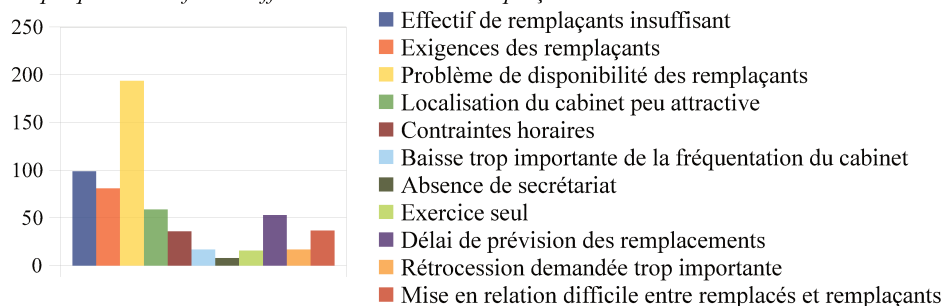 250
200
150
100
50
0
Effectif de remplaçants insuffisant
Exigences des remplaçants
Problème de disponibilité des remplaçants
Localisation du cabinet peu attractive
Contraintes horaires
Baisse trop importante de la fréquentation du cabinet
Absence de secrétariat
Exercice seul
Délai de prévision des remplacements
Rétrocession demandée trop importante
Mise en relation difficile entre remplacés et remplaçants